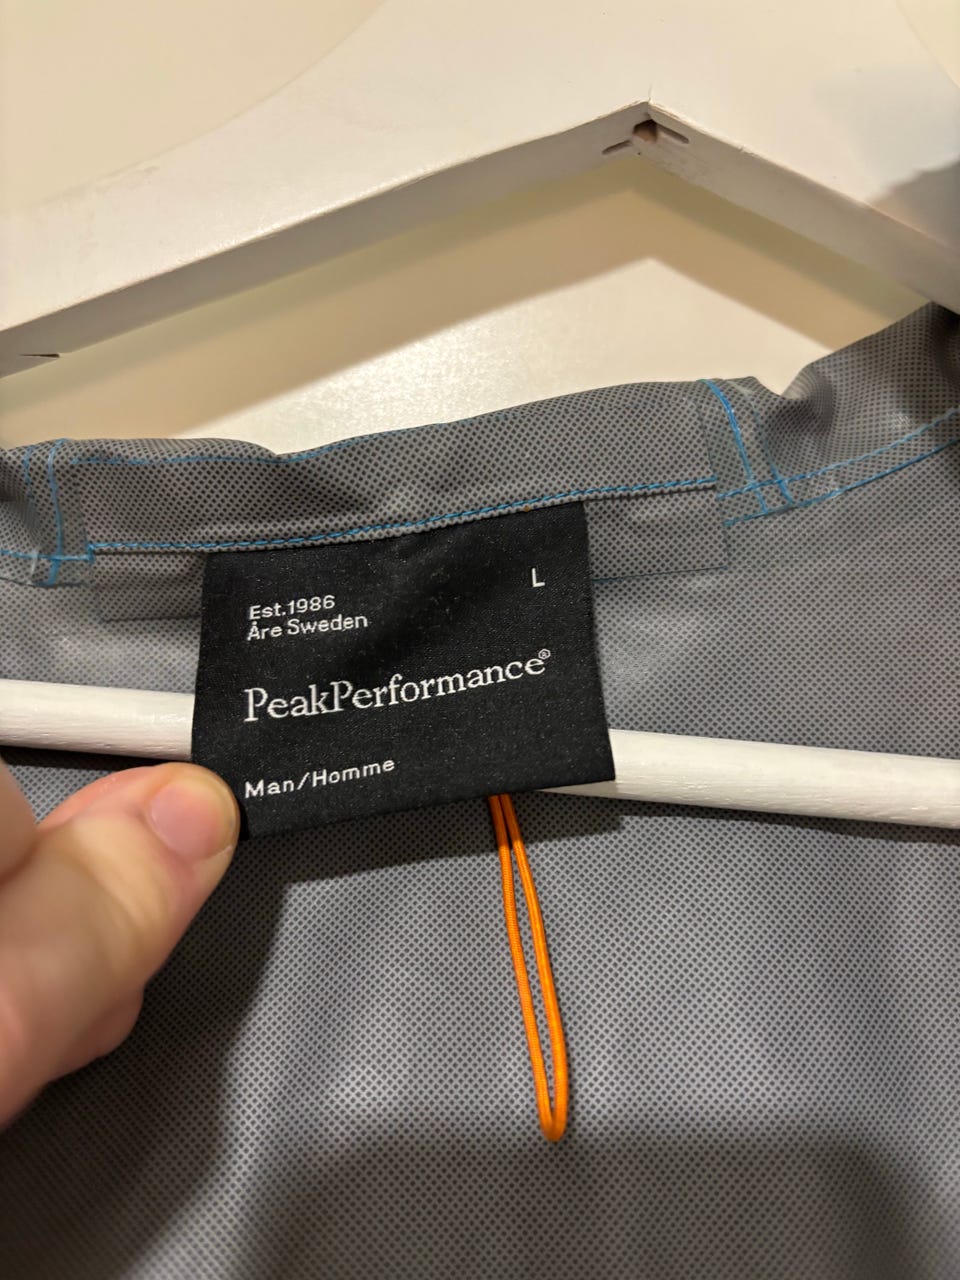 L
Est.1986
Åre Sweden
PeakPerformance®
Man/Homme